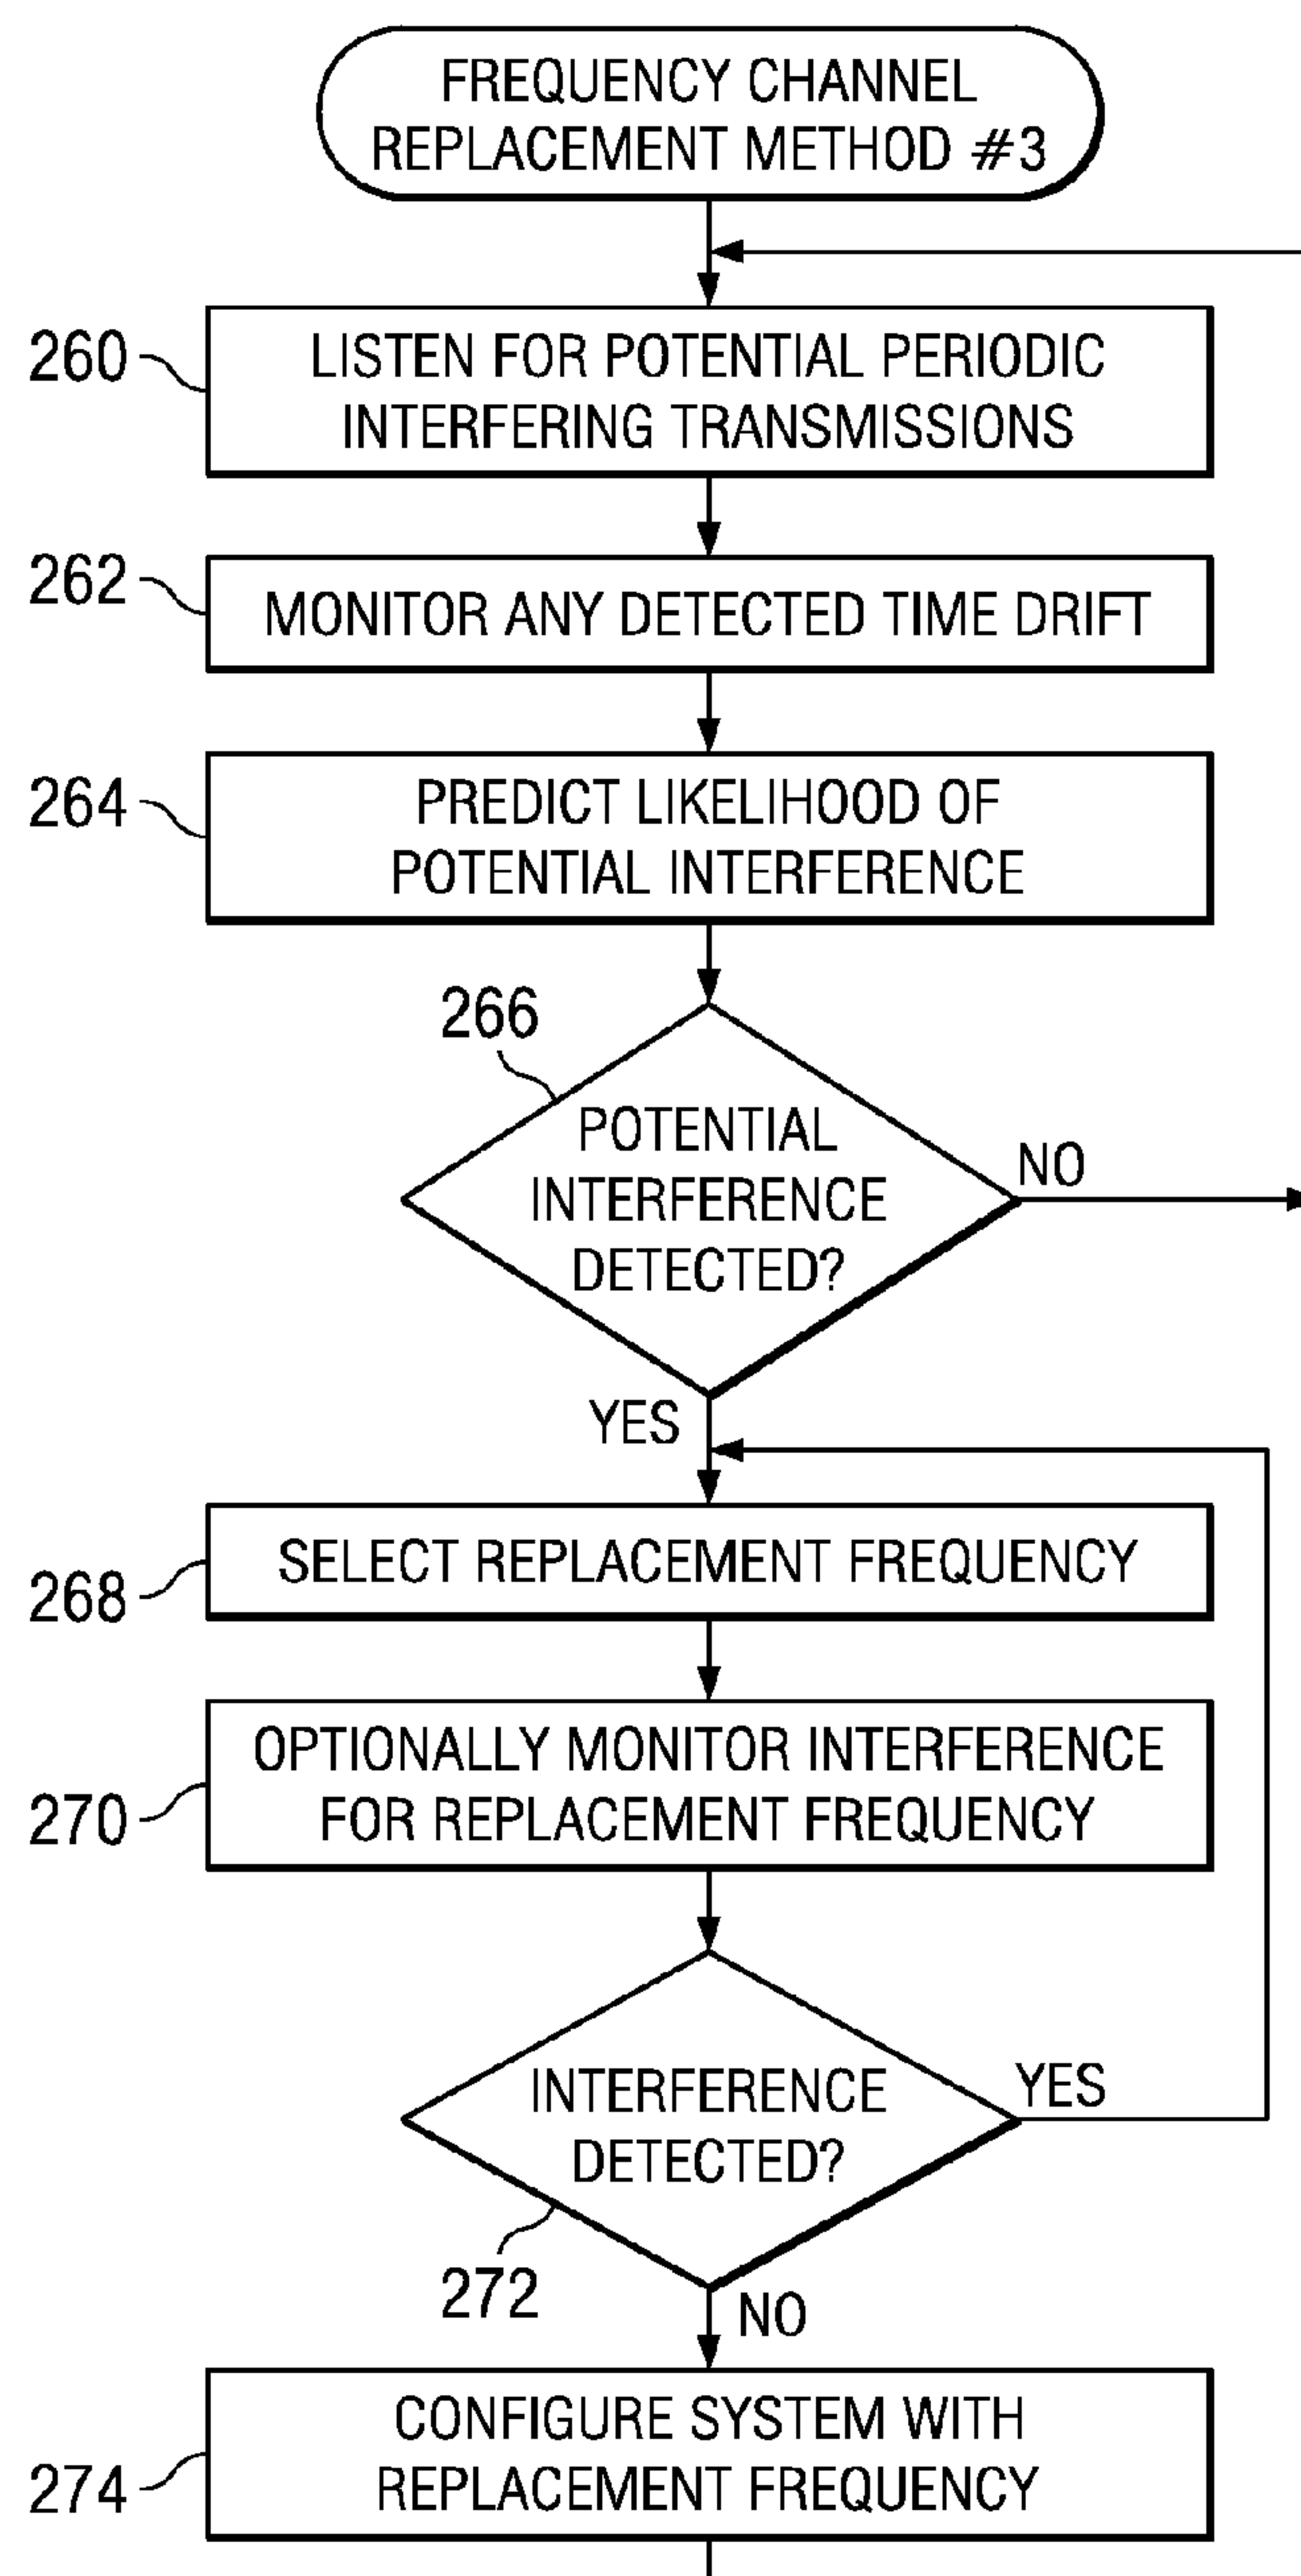 FREQUENCY CHANNEL
REPLACEMENT METHOD #3
260
LISTEN FOR POTENTIAL PERIODIC
INTERFERING TRANSMISSIONS
262
MONITOR ANY DETECTED TIME DRIFT
264
PREDICT LIKELIHOOD OF
POTENTIAL INTERFERENCE
266
POTENTIAL
INTERFERENCE
DETECTED?
NO
YES
268
SELECT REPLACEMENT FREQUENCY
270
OPTIONALLY MONITOR INTERFERENCE
FOR REPLACEMENT FREQUENCY
INTERFERENCE
DETECTED?
YES
272
NO
274
CONFIGURE SYSTEM WITH
REPLACEMENT FREQUENCY